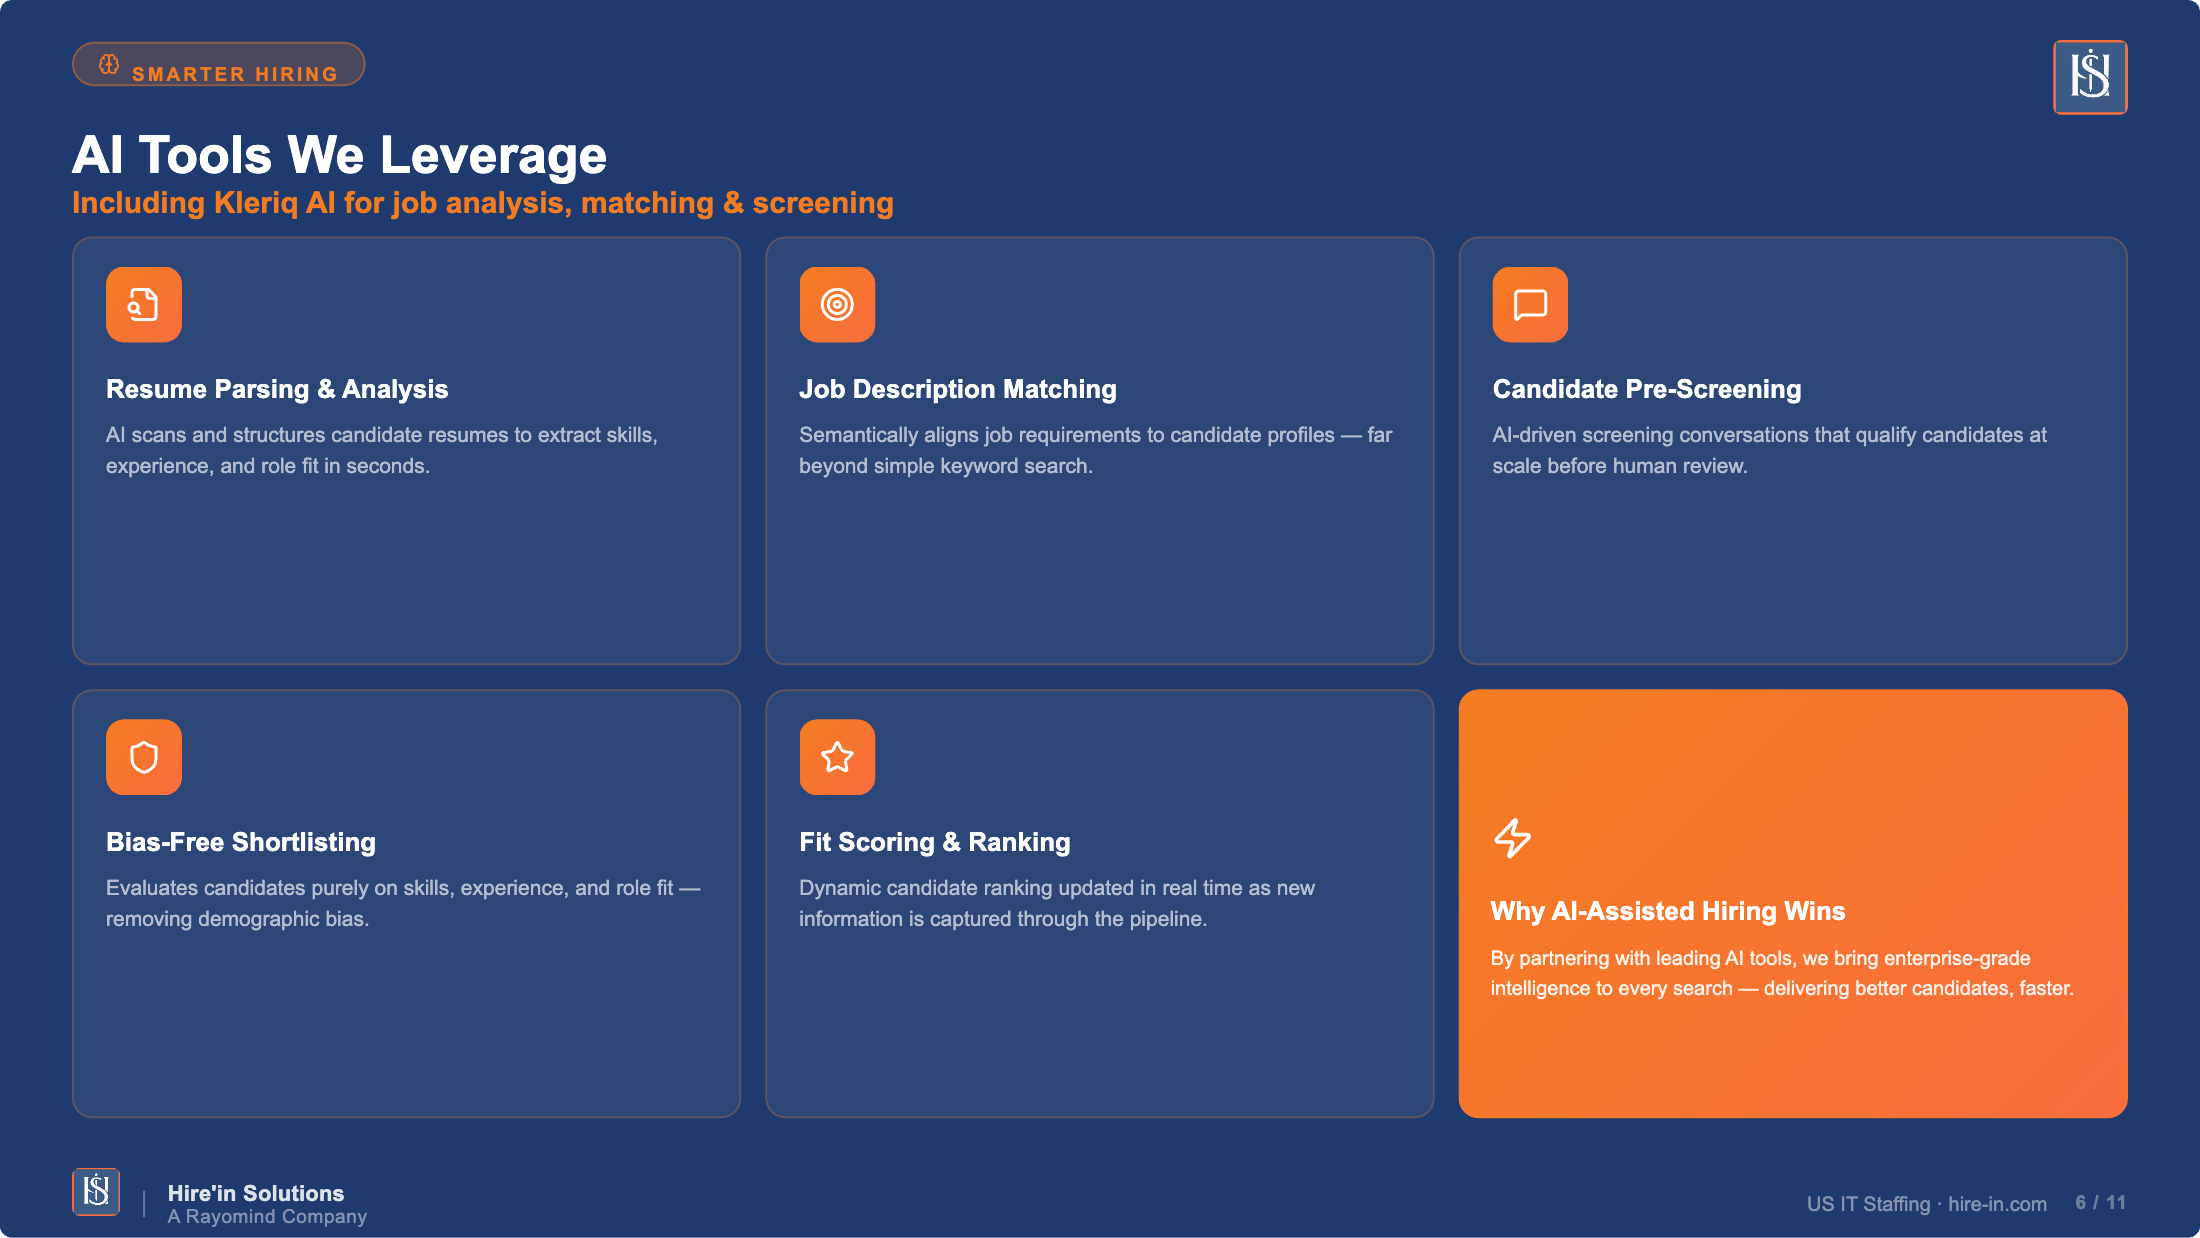 SMARTER HIRING
AI Tools We Leverage
Including Kleriq AI for job analysis, matching & screening
Resume Parsing & Analysis
AI scans and structures candidate resumes to extract skills,
experience, and role fit in seconds.
Job Description Matching
Semantically aligns job requirements to candidate profiles — far
beyond simple keyword search.
Candidate Pre-Screening
AI-driven screening conversations that qualify candidates at
scale before human review.
Bias-Free Shortlisting
Evaluates candidates purely on skills, experience, and role fit —
removing demographic bias.
Fit Scoring & Ranking
Dynamic candidate ranking updated in real time as new
information is captured through the pipeline.
Why AI-Assisted Hiring Wins
By partnering with leading AI tools, we bring enterprise-grade
intelligence to every search — delivering better candidates, faster.
Hire'in Solutions
A Rayomind Company
US IT Staffing · hire-in.com
6 / 11